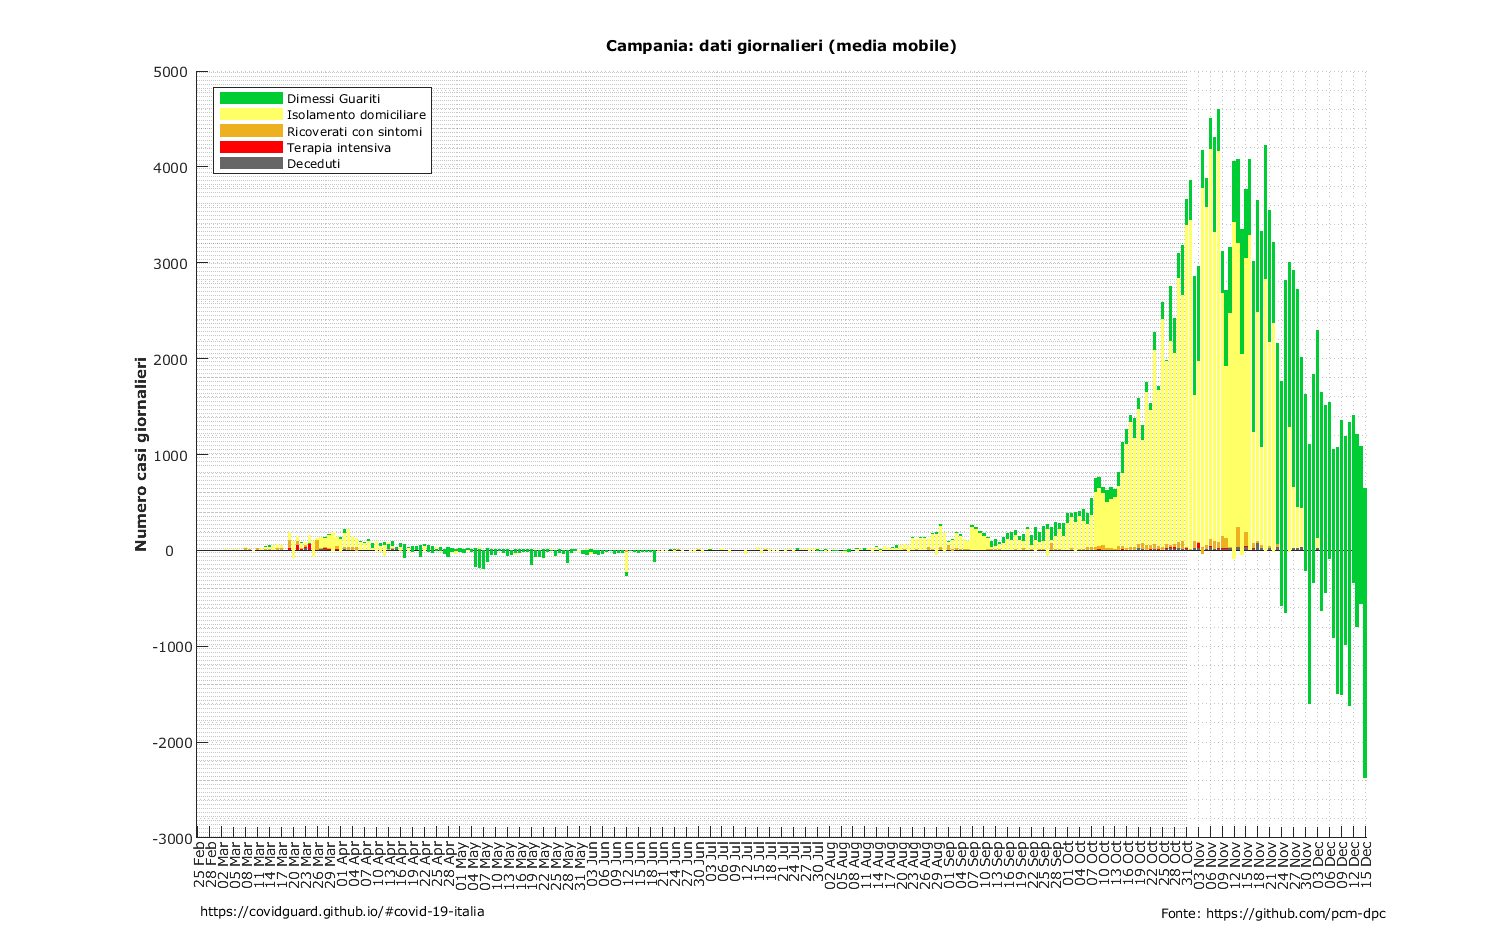 Campania: dati giornalieri (media mobile)
Numero casi giornalieri
5000
4000
3000
2000
1000
0
-1000
-2000
-3000
Dimessi Guariti
Isolamento domiciliare
Ricoverati con sintomi
Terapia intensiva
Deceduti
25 Feb
28 Feb
02 Mar
05 Mar
08 Mar
11 Mar
14 Mar
17 Mar
20 Mar
23 Mar
26 Mar
29 Mar
01 Apr
04 Apr
07 Apr
10 Apr
13 Apr
16 Apr
19 Apr
22 Apr
25 Apr
28 Apr
01 May
04 May
07 May
10 May
13 May
16 May
19 May
22 May
25 May
28 May
31 May
03 Jun
06 Jun
09 Jun
12 Jun
15 Jun
18 Jun
21 Jun
24 Jun
27 Jun
30 Jun
03 Jul
06 Jul
09 Jul
12 Jul
15 Jul
18 Jul
21 Jul
24 Jul
27 Jul
30 Jul
02 Aug
05 Aug
08 Aug
11 Aug
14 Aug
17 Aug
20 Aug
23 Aug
26 Aug
29 Aug
01 Sep
04 Sep
07 Sep
10 Sep
13 Sep
16 Sep
19 Sep
22 Sep
25 Sep
28 Sep
01 Oct
04 Oct
07 Oct
10 Oct
13 Oct
16 Oct
19 Oct
22 Oct
25 Oct
28 Oct
31 Oct
03 Nov
06 Nov
09 Nov
12 Nov
15 Nov
18 Nov
21 Nov
24 Nov
27 Nov
30 Nov
03 Dec
06 Dec
09 Dec
12 Dec
15 Dec
https://covidguard.github.io/#covid-19-italia
Fonte: https://github.com/pcm-dpc